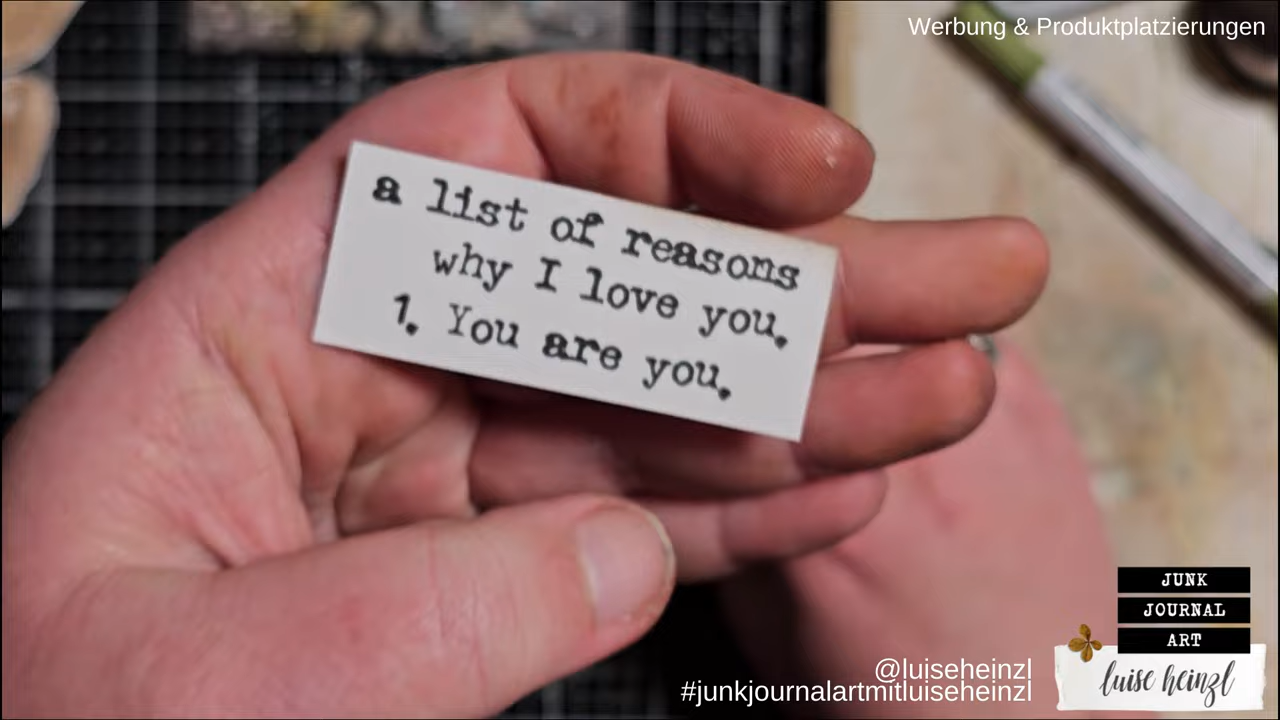 Werbung & Produktplatzierungen
a list of reasons
why I love you.
1. You are you.
JUNK
JOURNAL
ART
luise heinzl
@luiseheinzl
#junkjournalartmitluiseheinzl